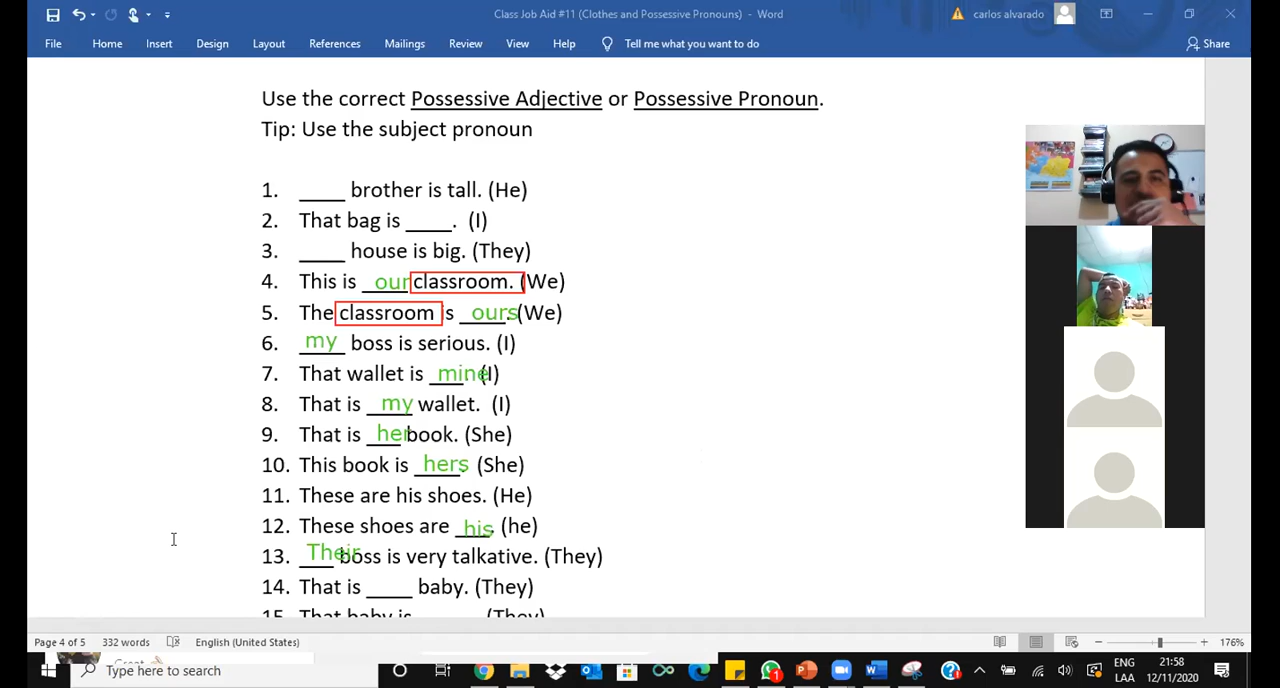 Class Job Aid #11 (Clothes and Possessive Pronouns) - Word
carlos alvarado
File Home Insert Design Layout References Mailings Review View Help Tell me what you want to do Share
Use the correct Possessive Adjective or Possessive Pronoun.
Tip: Use the subject pronoun
1. ____ brother is tall. (He)
2. That bag is ____. (I)
3. ____ house is big. (They)
4. This is our classroom. (We)
5. The classroom is ours. (We)
6. my boss is serious. (I)
7. That wallet is mine (I)
8. That is my wallet. (I)
9. That is her book. (She)
10. This book is hers. (She)
11. These are his shoes. (He)
12. These shoes are his. (he)
13. Their boss is very talkative. (They)
14. That is ____ baby. (They)
15. That baby is ____. (They)
Page 4 of 5 332 words English (United States) 176%
Type here to search
ENG 21:58
LAA 12/11/2020